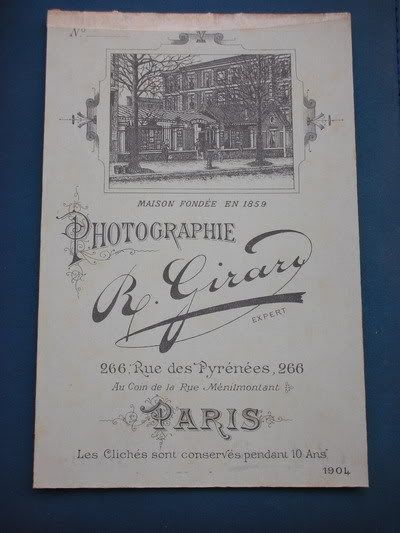 No
MAISON FONDÉE EN 1859
PHOTOGRAPHIE
R. Girard
EXPERT
266, Rue des Pyrénées, 266
Au Coin de la Rue Ménilmontant
PARIS
Les Clichés sont conservés pendant 10 Ans
1904